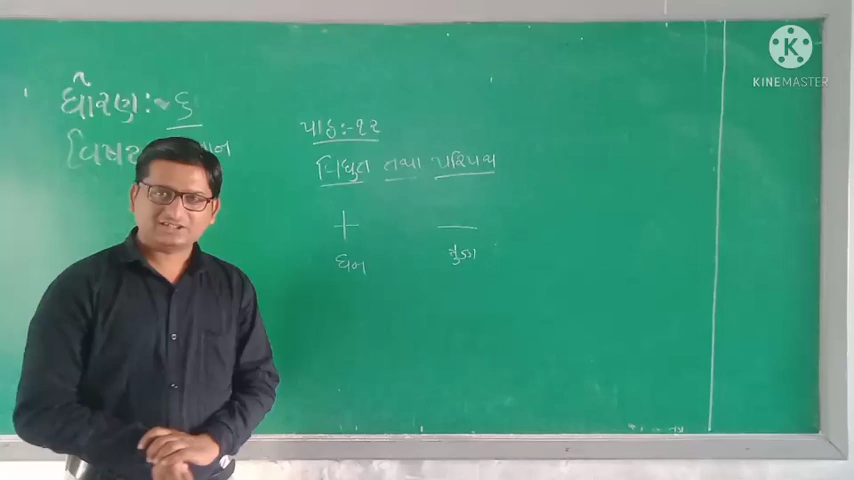 ધોરણ:- ૬
વિષય
પાઠ:- ૧૨
વિદ્યુત તથા પરિપથ
+ −
ધન ઋણ
KINEMASTER